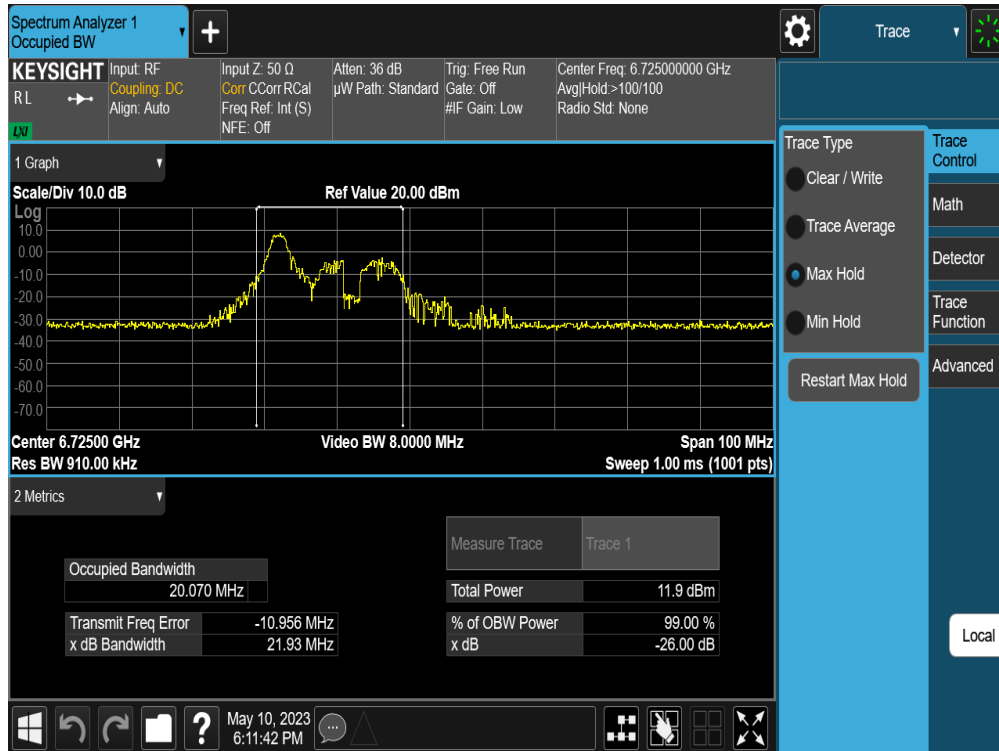 Spectrum Analyzer 1
Occupied BW
+
Trace
KEYSIGHT
R L
LXI
Input: RF
Coupling: DC
Align: Auto
Input Z: 50 Ω
Corr CCorr RCal
Freq Ref: Int (S)
NFE: Off
Atten: 36 dB
µW Path: Standard
Trig: Free Run
Gate: Off
#IF Gain: Low
Center Freq: 6.725000000 GHz
Avg|Hold:>100/100
Radio Std: None
1 Graph
Scale/Div 10.0 dB
Ref Value 20.00 dBm
Log
10.0
0.00
-10.0
-20.0
-30.0
-40.0
-50.0
-60.0
-70.0
Center 6.72500 GHz
Video BW 8.0000 MHz
Span 100 MHz
Res BW 910.00 kHz
Sweep 1.00 ms (1001 pts)
2 Metrics
Measure Trace
Trace 1
Occupied Bandwidth
20.070 MHz
Total Power
11.9 dBm
Transmit Freq Error
-10.956 MHz
% of OBW Power
99.00 %
x dB Bandwidth
21.93 MHz
x dB
-26.00 dB
Trace Type
Clear / Write
Trace Average
Max Hold
Min Hold
Restart Max Hold
Trace
Control
Math
Detector
Trace
Function
Advanced
Local
?
May 10, 2023
6:11:42 PM